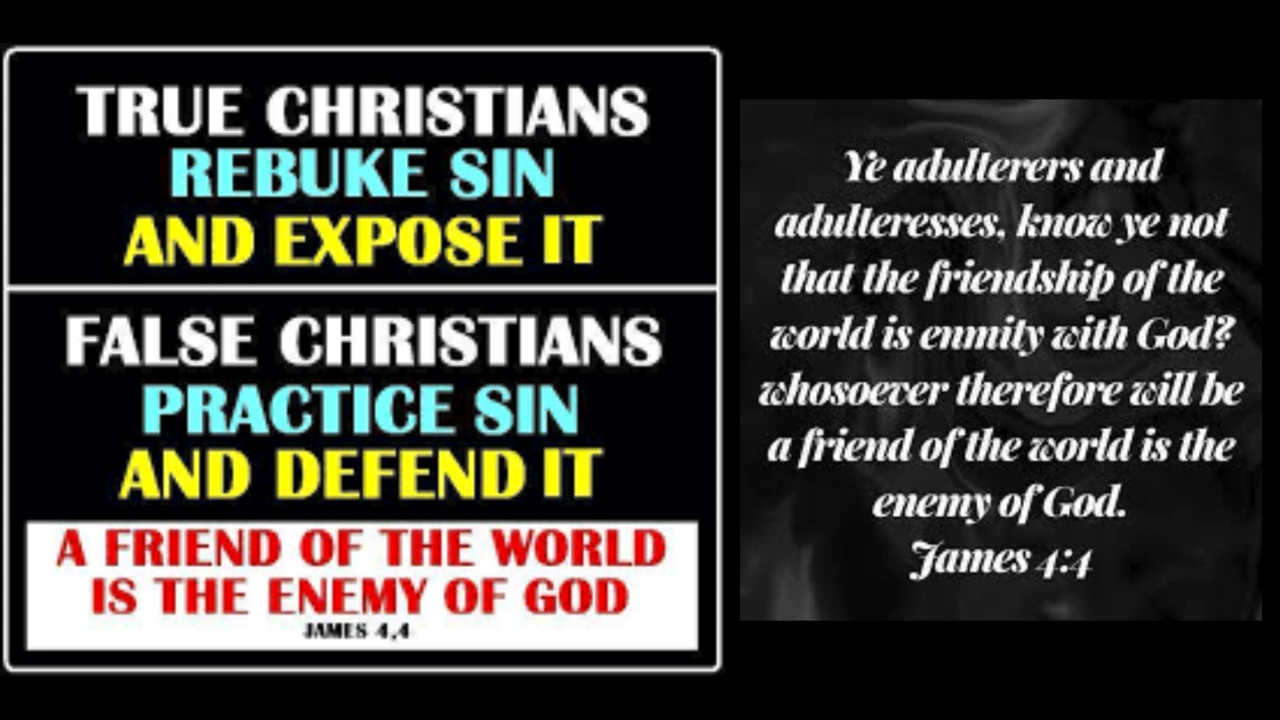 TRUE CHRISTIANS
REBUKE SIN
AND EXPOSE IT
FALSE CHRISTIANS
PRACTICE SIN
AND DEFEND IT
A FRIEND OF THE WORLD
IS THE ENEMY OF GOD
JAMES 4,4
Ye adulterers and
adulteresses, know ye not
that the friendship of the
world is enmity with God?
whosoever therefore will be
a friend of the world is the
enemy of God.
James 4:4